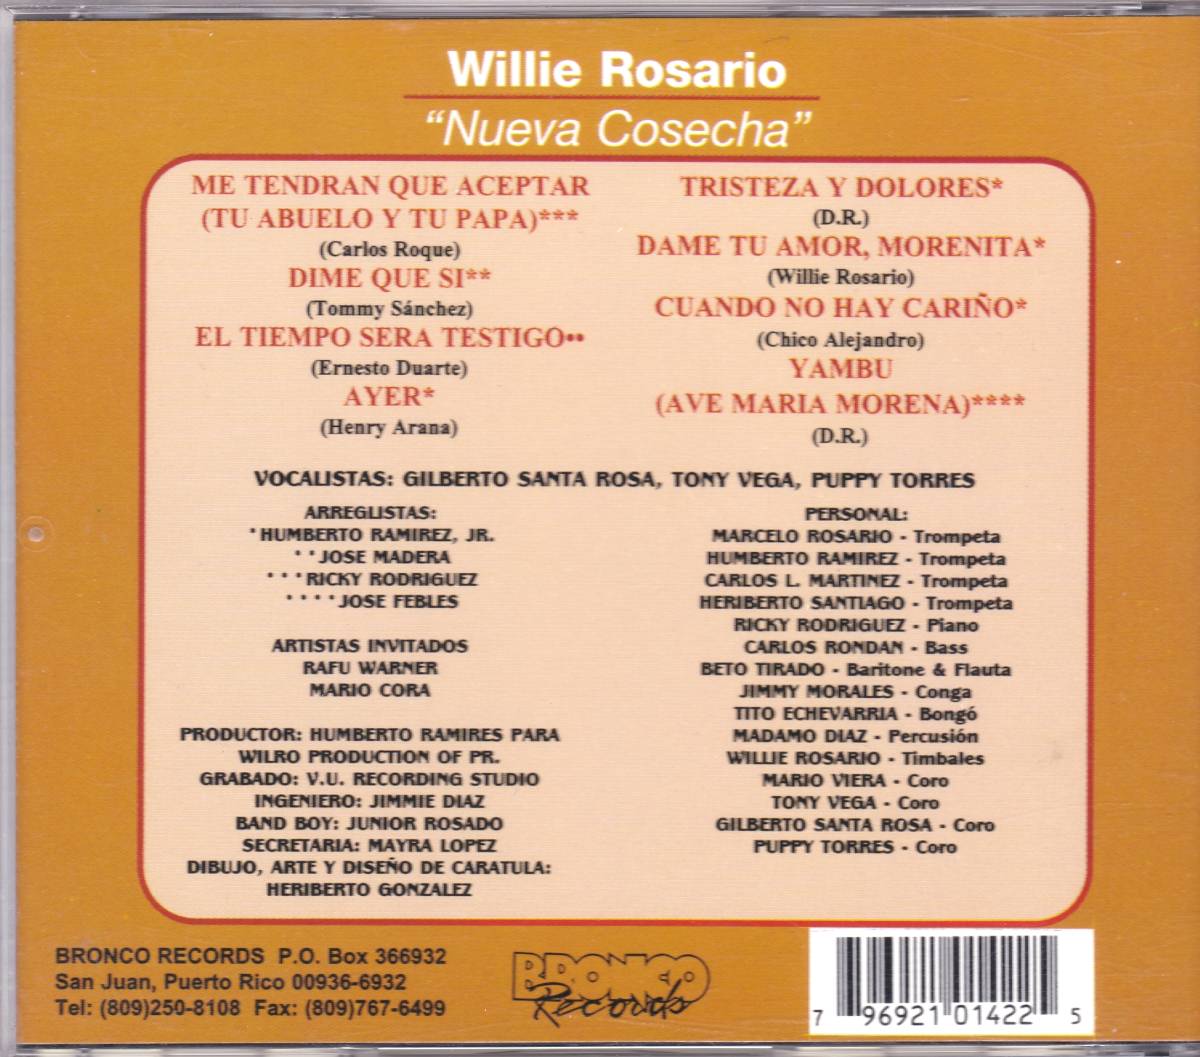 Willie Rosario
“Nueva Cosecha”
ME TENDRAN QUE ACEPTAR
(TU ABUELO Y TU PAPA)***
(Carlos Roque)
DIME QUE SI**
(Tommy Sánchez)
EL TIEMPO SERA TESTIGO••
(Ernesto Duarte)
AYER*
(Henry Arana)
TRISTEZA Y DOLORES*
(D.R.)
DAME TU AMOR, MORENITA*
(Willie Rosario)
CUANDO NO HAY CARIÑO*
(Chico Alejandro)
YAMBU
(AVE MARIA MORENA)****
(D.R.)
VOCALISTAS: GILBERTO SANTA ROSA, TONY VEGA, PUPPY TORRES
ARREGLISTAS:
*HUMBERTO RAMIREZ, JR.
**JOSE MADERA
***RICKY RODRIGUEZ
****JOSE FEBLES
ARTISTAS INVITADOS
RAFU WARNER
MARIO CORA
PRODUCTOR: HUMBERTO RAMIRES PARA
WILRO PRODUCTION OF PR.
GRABADO: V.U. RECORDING STUDIO
INGENIERO: JIMMIE DIAZ
BAND BOY: JUNIOR ROSADO
SECRETARIA: MAYRA LOPEZ
DIBUJO, ARTE Y DISEÑO DE CARATULA:
HERIBERTO GONZALEZ
PERSONAL:
MARCELO ROSARIO - Trompeta
HUMBERTO RAMIREZ - Trompeta
CARLOS L. MARTINEZ - Trompeta
HERIBERTO SANTIAGO - Trompeta
RICKY RODRIGUEZ - Piano
CARLOS RONDAN - Bass
BETO TIRADO - Baritone & Flauta
JIMMY MORALES - Conga
TITO ECHEVARRIA - Bongó
MADAMO DIAZ - Percusión
WILLIE ROSARIO - Timbales
MARIO VIERA - Coro
TONY VEGA - Coro
GILBERTO SANTA ROSA - Coro
PUPPY TORRES - Coro
BRONCO RECORDS P.O. Box 366932
San Juan, Puerto Rico 00936-6932
Tel: (809)250-8108 Fax: (809)767-6499
BRONCO
Records
7 96921 01422 5